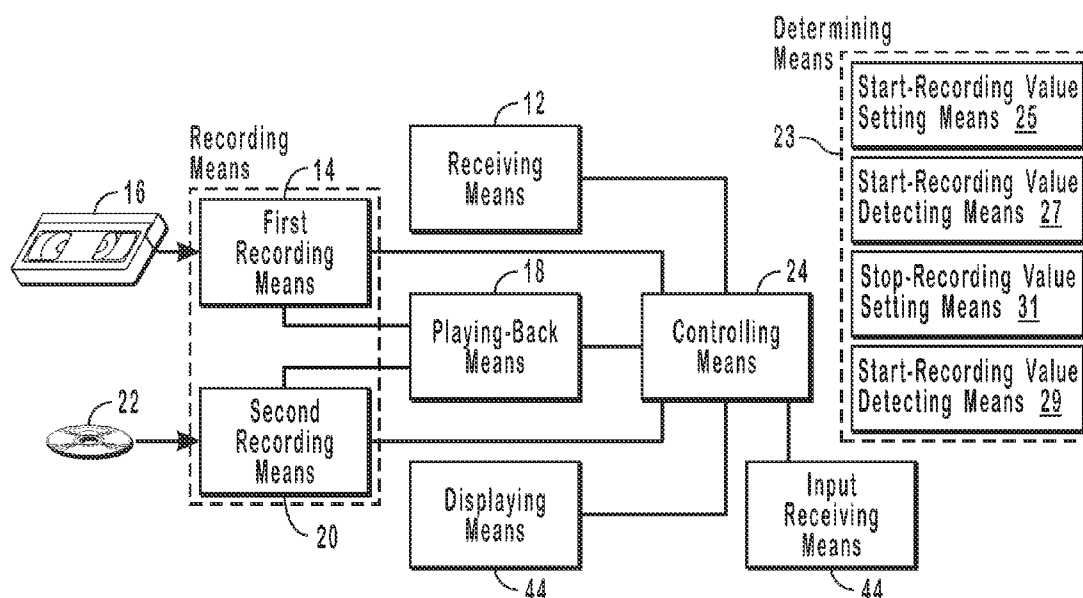 Determining
Means
Start-Recording Value
Setting Means 25
23
Start-Recording Value
Detecting Means 27
Stop-Recording Value
Setting Means 31
Start-Recording Value
Detecting Means 29
12
Receiving
Means
Recording
Means
14
First
Recording
Means
16
18
Playing-Back
Means
24
Controlling
Means
22
Second
Recording
Means
20
Displaying
Means
44
Input
Receiving
Means
44